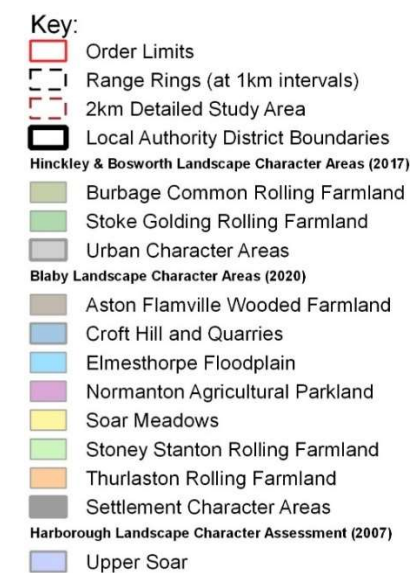 Key:
Order Limits
Range Rings (at 1km intervals)
2km Detailed Study Area
Local Authority District Boundaries
Hinckley & Bosworth Landscape Character Areas (2017)
Burbage Common Rolling Farmland
Stoke Golding Rolling Farmland
Urban Character Areas
Blaby Landscape Character Areas (2020)
Aston Flamville Wooded Farmland
Croft Hill and Quarries
Elmesthorpe Floodplain
Normanton Agricultural Parkland
Soar Meadows
Stoney Stanton Rolling Farmland
Thurlaston Rolling Farmland
Settlement Character Areas
Harborough Landscape Character Assessment (2007)
Upper Soar